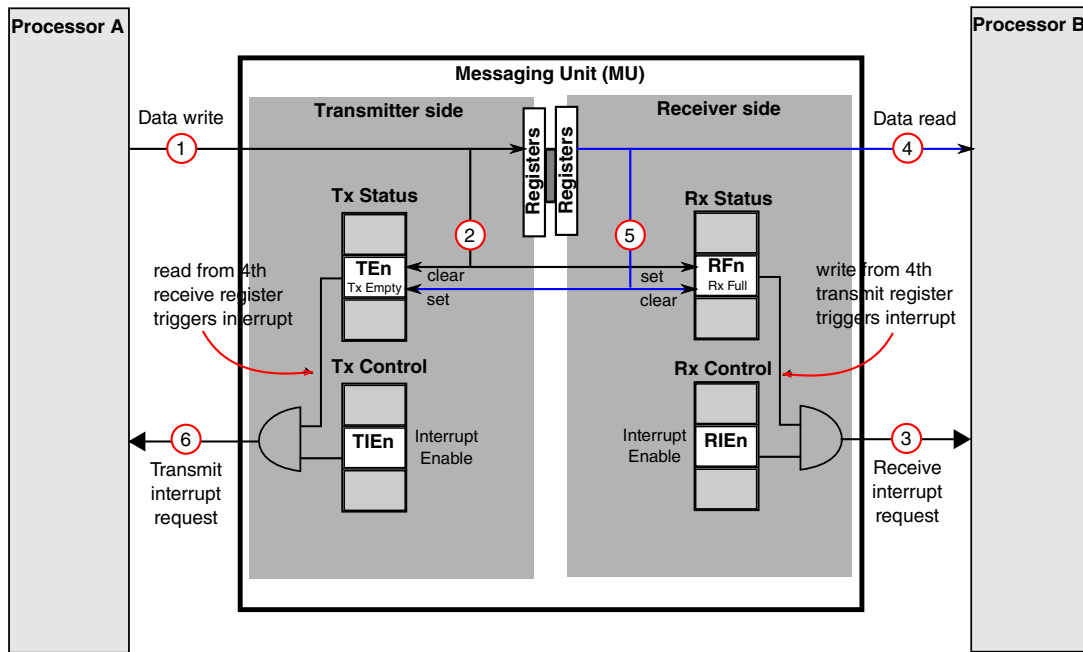 Processor A
Processor B
Messaging Unit (MU)
Transmitter side
Receiver side
Data write
Data read
1
4
Registers
Registers
Tx Status
Rx Status
2
5
TEn
Tx Empty
RFn
Rx Full
clear
set
set
clear
read from 4th
receive register
triggers interrupt
write from 4th
transmit register
triggers interrupt
Tx Control
Rx Control
TIEn
Interrupt
Enable
Interrupt
Enable
RIEn
6
Transmit
interrupt
request
3
Receive
interrupt
request